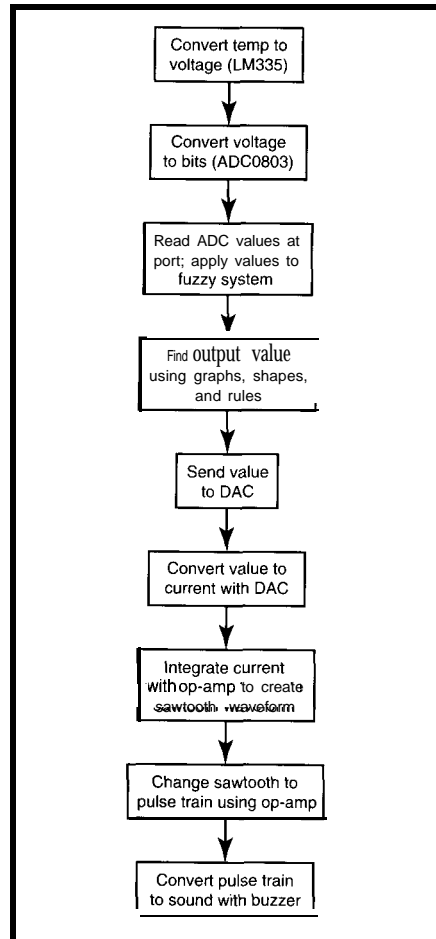 Convert temp to
voltage (LM335)
Convert voltage
to bits (ADC0803)
Read ADC values at
port; apply values to
fuzzy system
Find output value
using graphs, shapes,
and rules
Send value
to DAC
Convert value to
current with DAC
Integrate current
with op-amp to create
sawtooth waveform
Change sawtooth to
pulse train using op-amp
Convert pulse train
to sound with buzzer